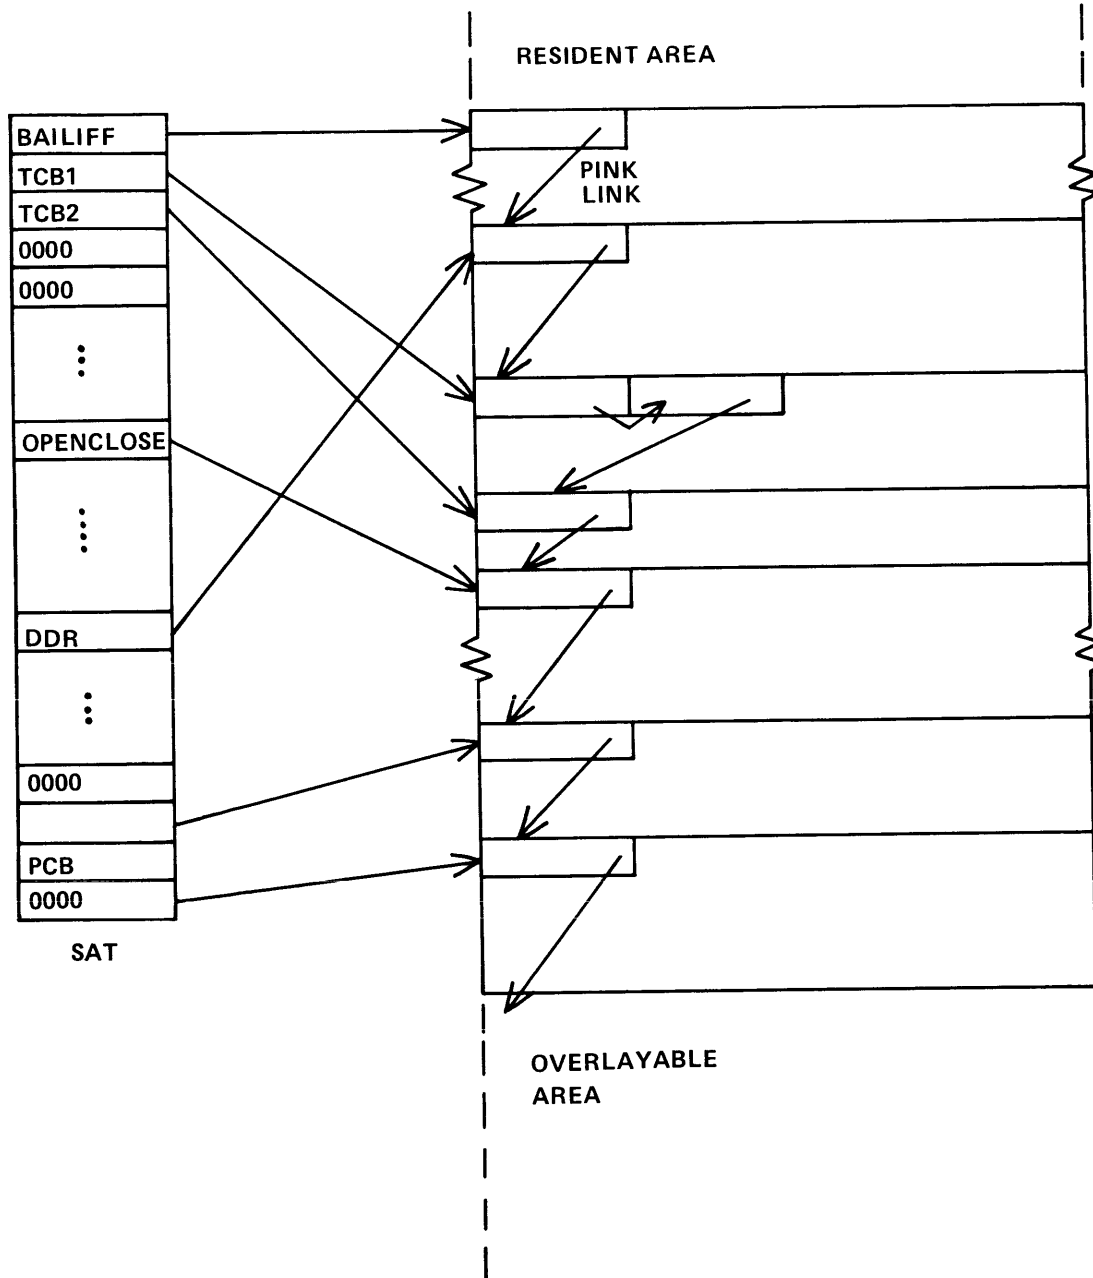 RESIDENT AREA
BAILIFF
TCB1
TCB2
0000
0000
PINK
LINK
OPENCLOSE
DDR
0000
PCB
0000
SAT
OVERLAYABLE
AREA